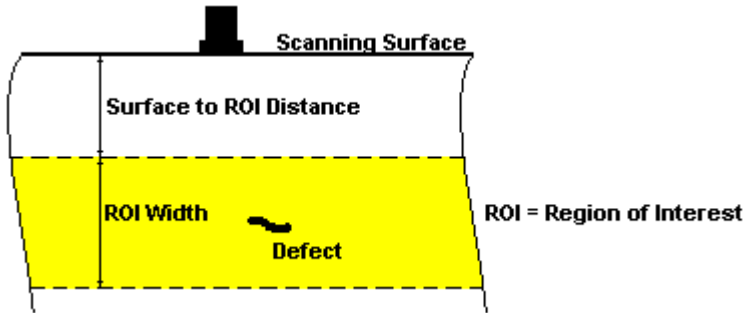 Scanning Surface
Surface to ROI Distance
ROI Width
ROI = Region of Interest
Defect